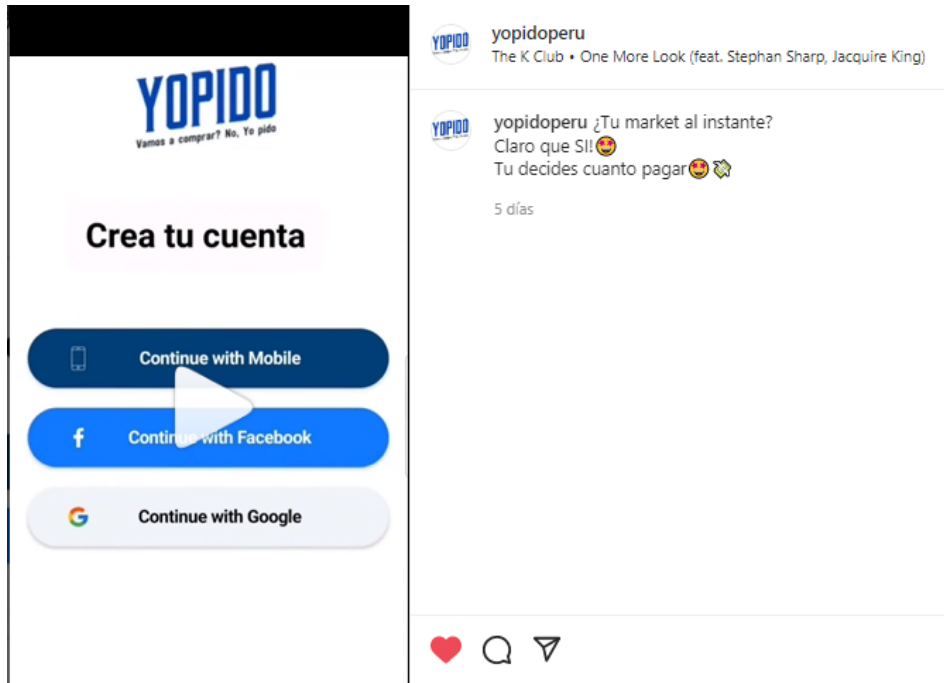 YOPIDO
Vamos a comprar? No, Yo pido
Crea tu cuenta
Continue with Mobile
Continue with Facebook
Continue with Google
YOPIDO
yopidoperu
The K Club • One More Look (feat. Stephan Sharp, Jacquire King)
YOPIDO
yopidoperu ¿Tu market al instante?
Claro que SI!🤩
Tu decides cuanto pagar🤩💸
5 días